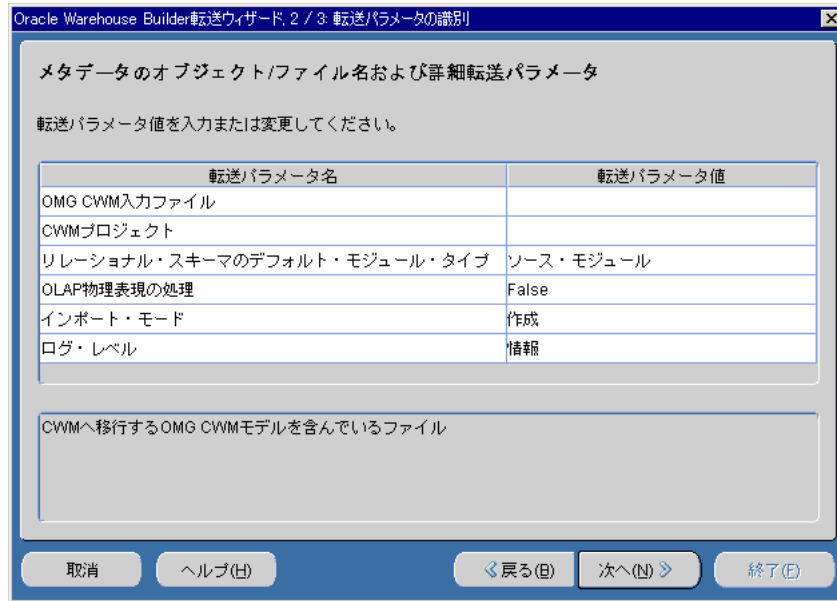 Oracle Warehouse Builder転送ウィザード, 2 / 3: 転送パラメータの識別
メタデータのオブジェクト/ファイル名および詳細転送パラメータ
転送パラメータ値を入力または変更してください。
転送パラメータ名 転送パラメータ値
OMG CWM入力ファイル
CWMプロジェクト
リレーショナル・スキーマのデフォルト・モジュール・タイプ ソース・モジュール
OLAP物理表現の処理 False
インポート・モード 作成
ログ・レベル 情報
CWMへ移行するOMG CWMモデルを含んでいるファイル
取消 ヘルプ(H) 戻る(B) 次へ(N) 終了(F)